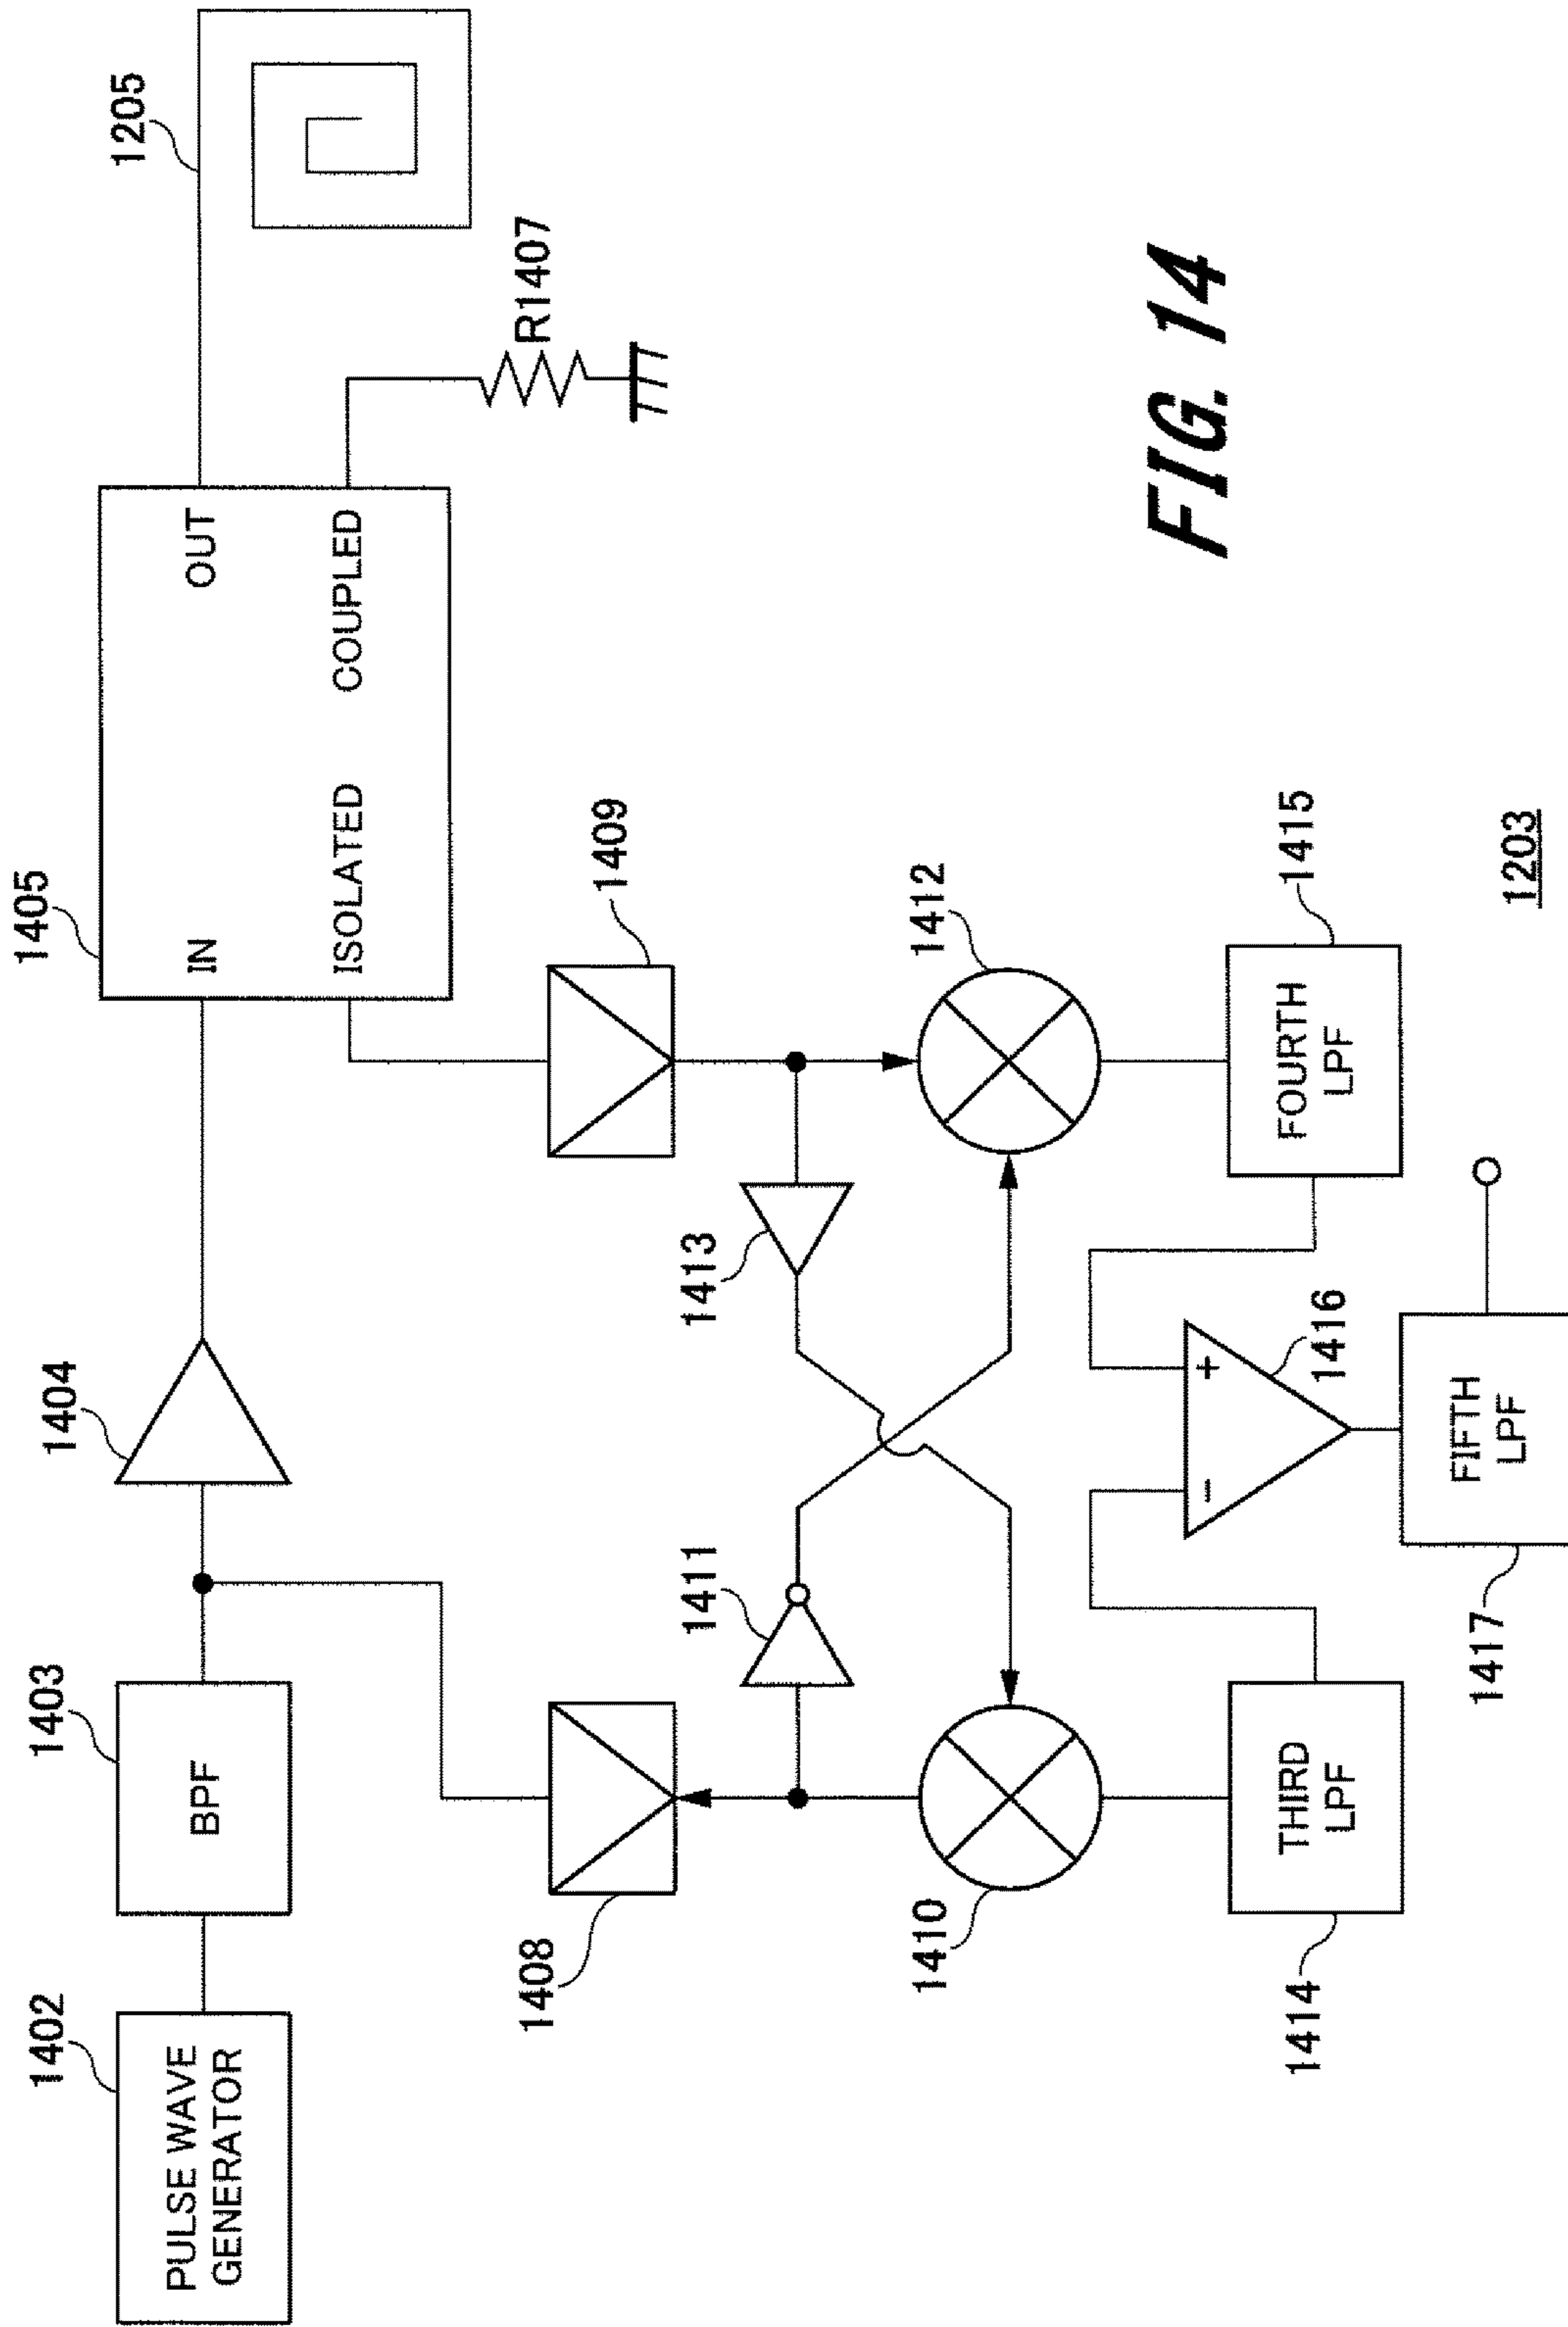 1402
PULSE WAVE
GENERATOR
1403
BPF
1404
1405
IN
OUT
ISOLATED
COUPLED
1205
R1407
1408
1409
1411
1413
1410
1412
1414
THIRD
LPF
1415
FOURTH
LPF
-
+
1416
1417
FIFTH
LPF
1203
FIG. 14